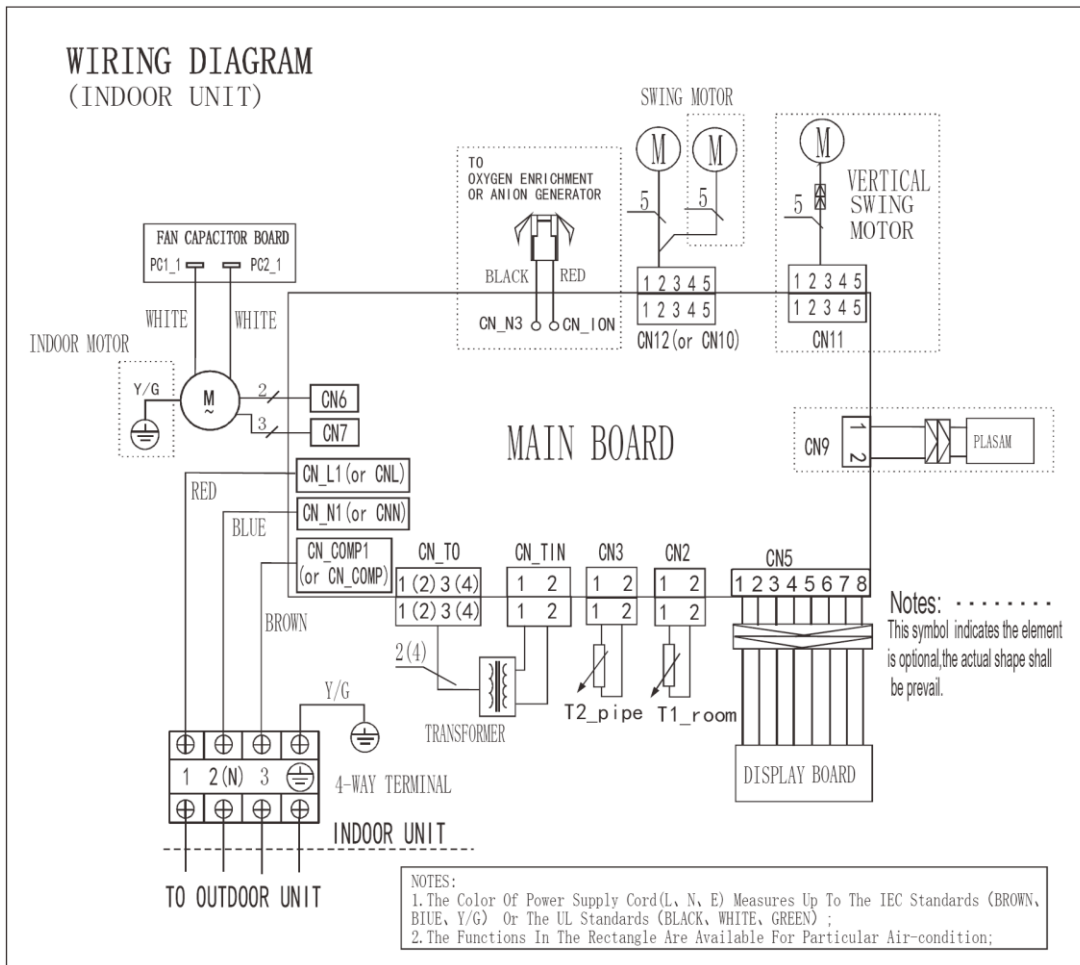 WIRING DIAGRAM
(INDOOR UNIT)
SWING MOTOR
M
M
M
TO
OXYGEN ENRICHMENT
OR ANION GENERATOR
VERTICAL
SWING
MOTOR
5
5
5
FAN CAPACITOR BOARD
PC1_1
PC2_1
BLACK
RED
1 2 3 4 5
1 2 3 4 5
1 2 3 4 5
1 2 3 4 5
WHITE
WHITE
CN_N3
CN_ION
CN12(or CN10)
CN11
INDOOR MOTOR
Y/G
M
~
2
CN6
3
CN7
MAIN BOARD
CN9
1
2
PLASAM
CN_L1(or CNL)
RED
CN_N1(or CNN)
BLUE
CN_COMP1
(or CN_COMP)
BROWN
CN_TO
CN_TIN
CN3
CN2
CN5
1(2)3(4)
1 2
1 2
1 2
1 2 3 4 5 6 7 8
1(2)3(4)
1 2
1 2
1 2
Notes: ········
This symbol indicates the element
is optional,the actual shape shall
be prevail.
2(4)
Y/G
TRANSFORMER
T2_pipe
T1_room
DISPLAY BOARD
1 2(N) 3
4-WAY TERMINAL
INDOOR UNIT
TO OUTDOOR UNIT
NOTES:
1.The Color Of Power Supply Cord(L、N、E) Measures Up To The IEC Standards (BROWN、
BIUE、Y/G) Or The UL Standards (BLACK、WHITE、GREEN) ;
2.The Functions In The Rectangle Are Available For Particular Air-condition;